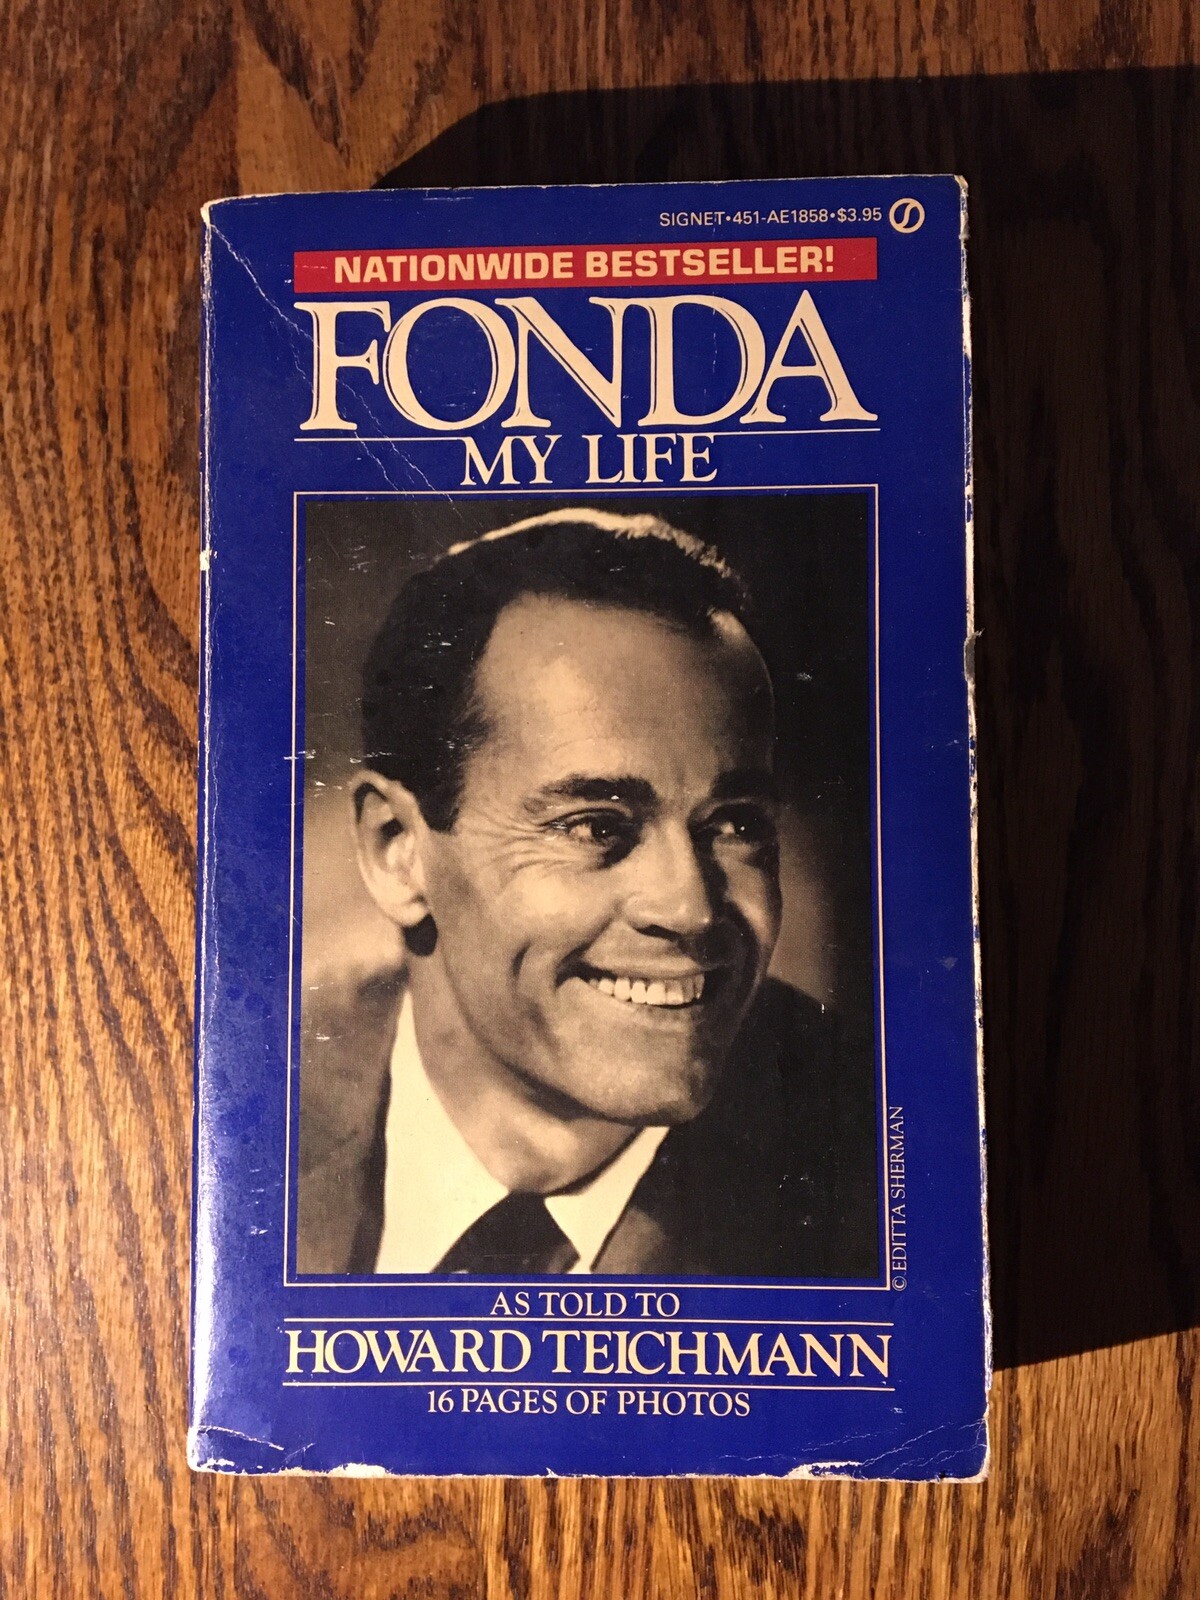 SIGNET•451-AE1858•$3.95
NATIONWIDE BESTSELLER!
FONDA
MY LIFE
© EDITTA SHERMAN
AS TOLD TO
HOWARD TEICHMANN
16 PAGES OF PHOTOS